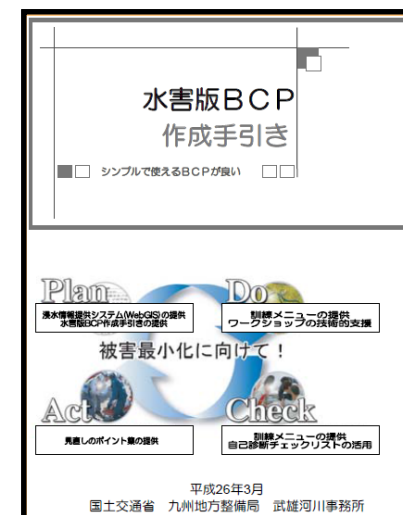 水害版BCP
作成手引き
シンプルで使えるBCPが良い
Plan
浸水情報提供システム(WebGIS)の提供
水害版BCP作成手引きの提供
Do
訓練メニューの提供
ワークショップの技術的支援
被害最小化に向けて!
Act
見直しのポイント集の提供
Check
訓練メニューの提供
自己診断チェックリストの活用
平成26年3月
国土交通省 九州地方整備局 武雄河川事務所